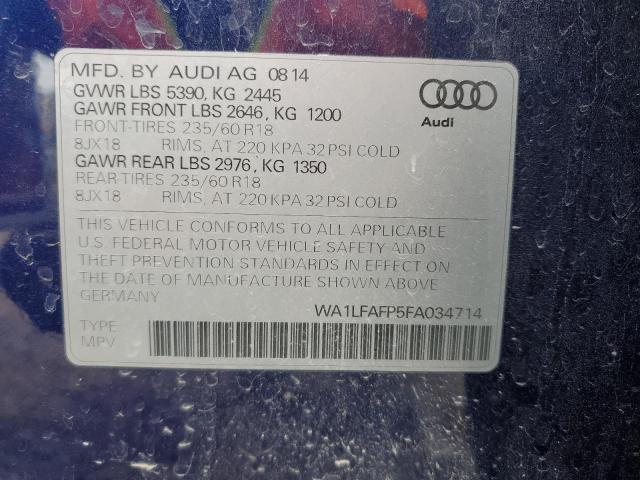 MFD. BY AUDI AG 08 14
GVWR LBS 5390, KG 2445
GAWR FRONT LBS 2646, KG 1200
FRONT-TIRES 235/60 R18
8JX18 RIMS, AT 220 KPA 32 PSI COLD
GAWR REAR LBS 2976, KG 1350
REAR-TIRES 235/60 R18
8JX18 RIMS, AT 220 KPA 32 PSI COLD
Audi
THIS VEHICLE CONFORMS TO ALL APPLICABLE
U.S. FEDERAL MOTOR VEHICLE SAFETY AND
THEFT PREVENTION STANDARDS IN EFFECT ON
THE DATE OF MANUFACTURE SHOWN ABOVE
GERMANY
WA1LFAFP5FA034714
TYPE
MPV